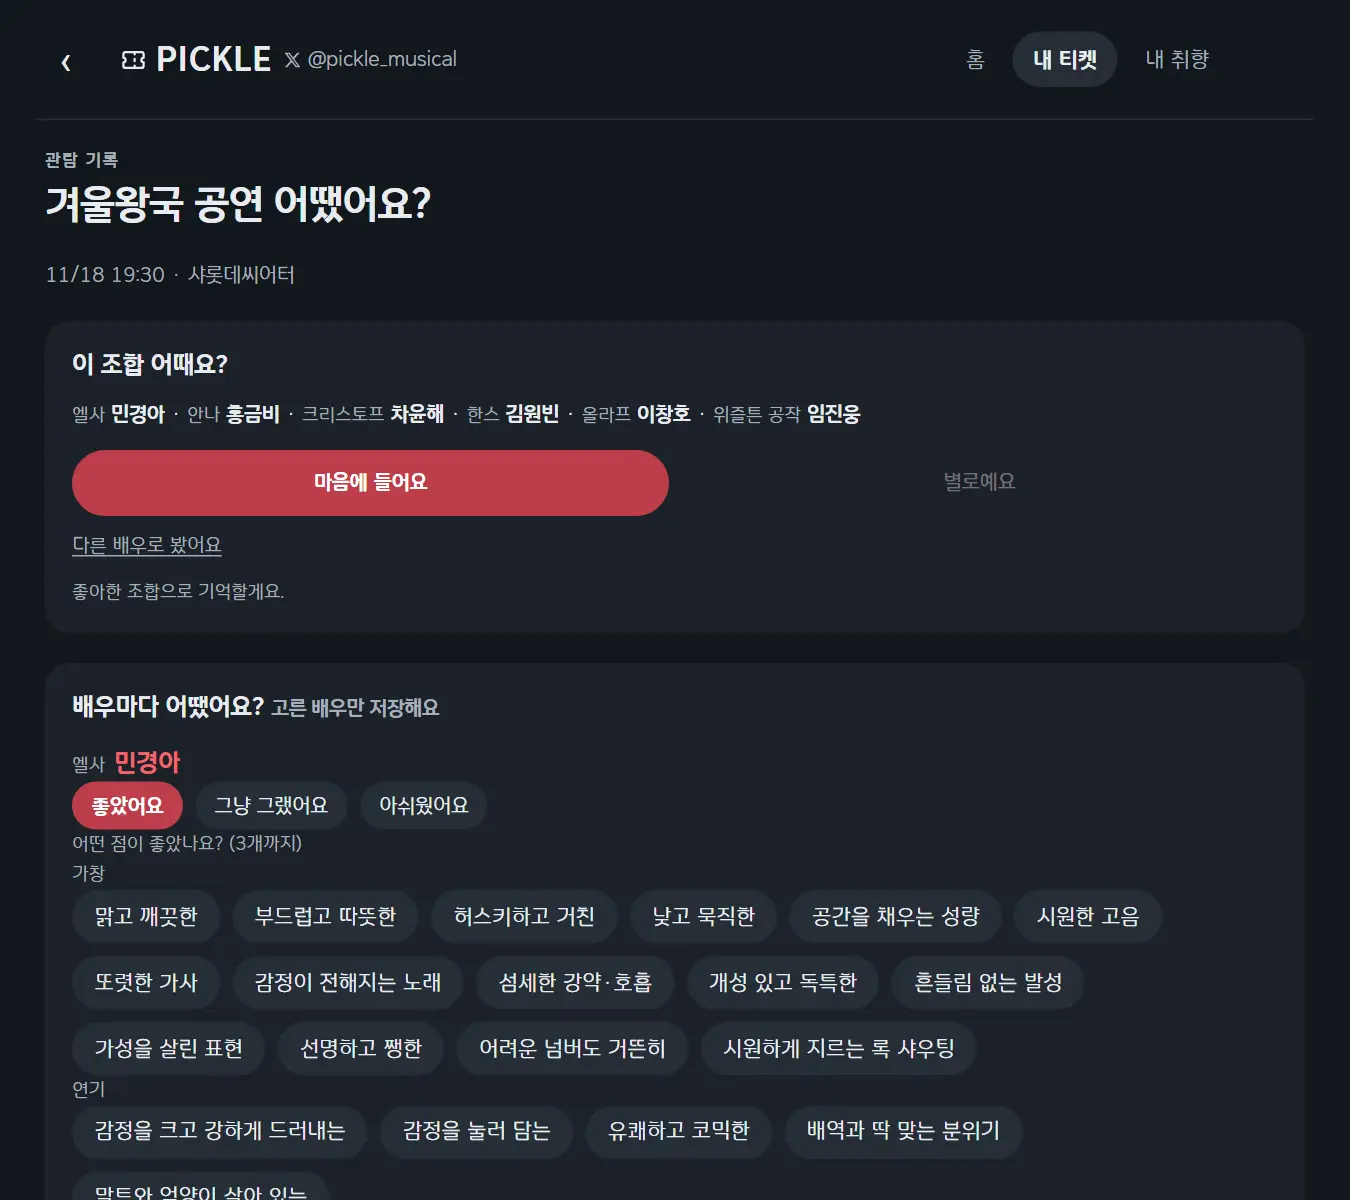 ‹ PICKLE 𝕏 @pickle_musical 홈 내 티켓 내 취향
관람 기록
겨울왕국 공연 어땠어요?
11/18 19:30 · 샤롯데씨어터
이 조합 어때요?
엘사 민경아 · 안나 홍금비 · 크리스토프 차윤해 · 한스 김원빈 · 올라프 이창호 · 위즐튼 공작 임진웅
마음에 들어요 별로예요
다른 배우로 봤어요
좋아한 조합으로 기억할게요.
배우마다 어땠어요? 고른 배우만 저장해요
엘사 민경아
좋았어요 그냥 그랬어요 아쉬웠어요
어떤 점이 좋았나요? (3개까지)
가창
맑고 깨끗한 부드럽고 따뜻한 허스키하고 거친 낮고 묵직한 공간을 채우는 성량 시원한 고음
또렷한 가사 감정이 전해지는 노래 섬세한 강약·호흡 개성 있고 독특한 흔들림 없는 발성
가성을 살린 표현 선명하고 쨍한 어려운 넘버도 거뜬히 시원하게 지르는 록 샤우팅
연기
감정을 크고 강하게 드러내는 감정을 눌러 담는 유쾌하고 코믹한 배역과 딱 맞는 분위기
말투와 억양이 살아 있는